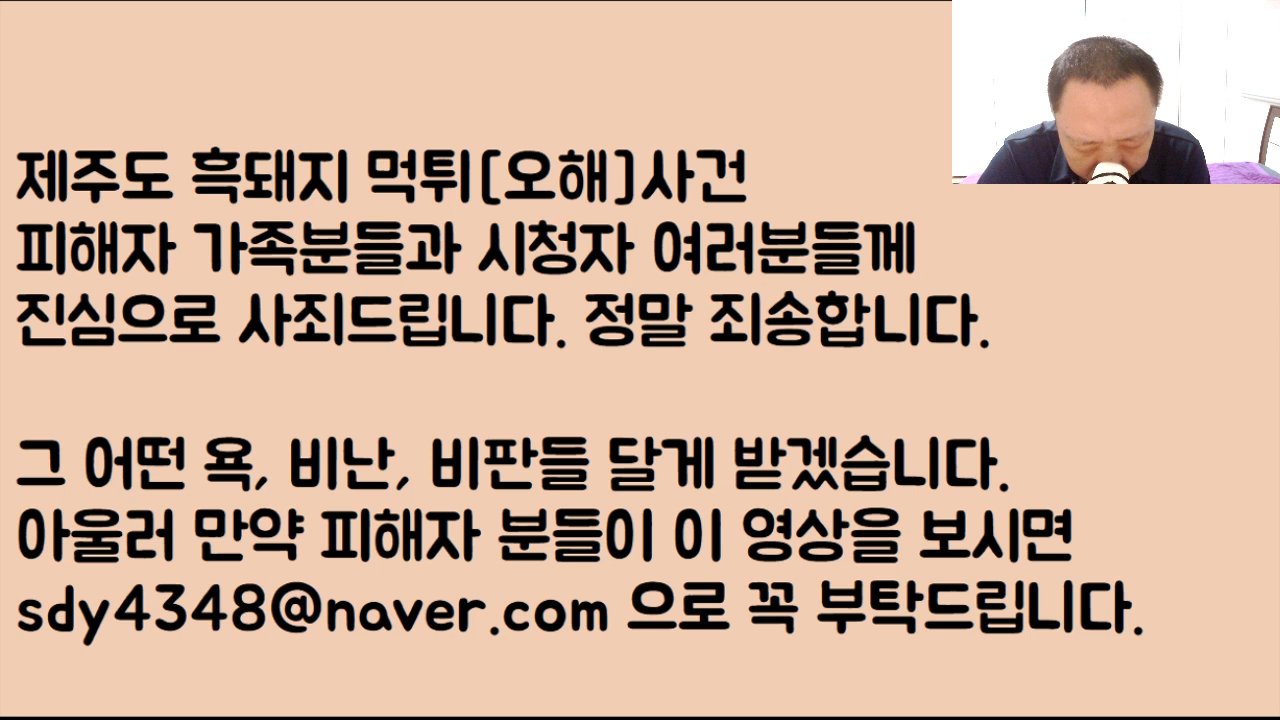 제주도 흑돼지 먹튀[오해]사건
피해자 가족분들과 시청자 여러분들께
진심으로 사죄드립니다. 정말 죄송합니다.
그 어떤 욕, 비난, 비판들 달게 받겠습니다.
아울러 만약 피해자 분들이 이 영상을 보시면
sdy4348@naver.com 으로 꼭 부탁드립니다.